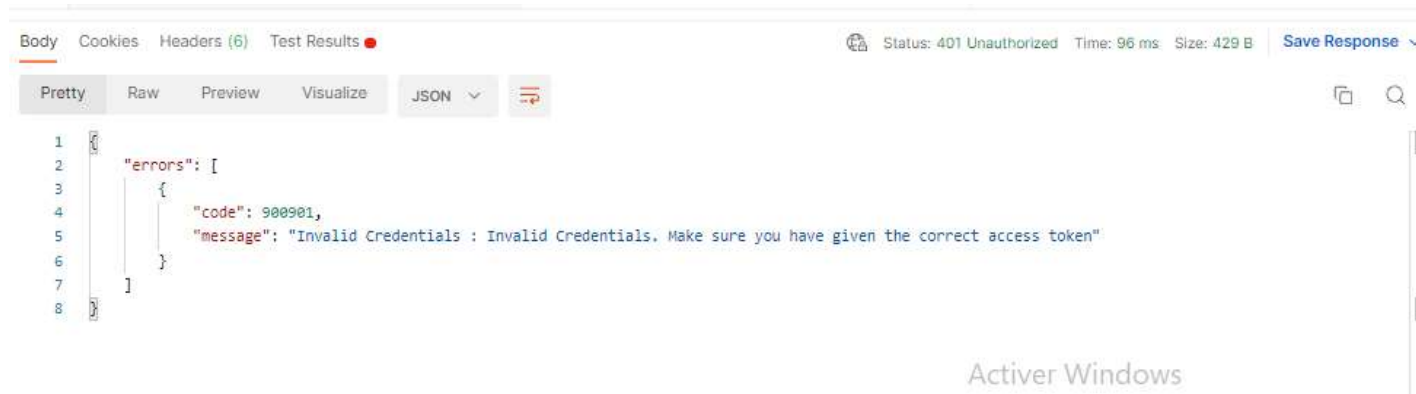 Body Cookies Headers (6) Test Results Status: 401 Unauthorized Time: 96 ms Size: 429 B Save Response
Pretty Raw Preview Visualize JSON
1 {
2 "errors": [
3 {
4 "code": 900901,
5 "message": "Invalid Credentials : Invalid Credentials. Make sure you have given the correct access token"
6 }
7 ]
8 }
Activer Windows